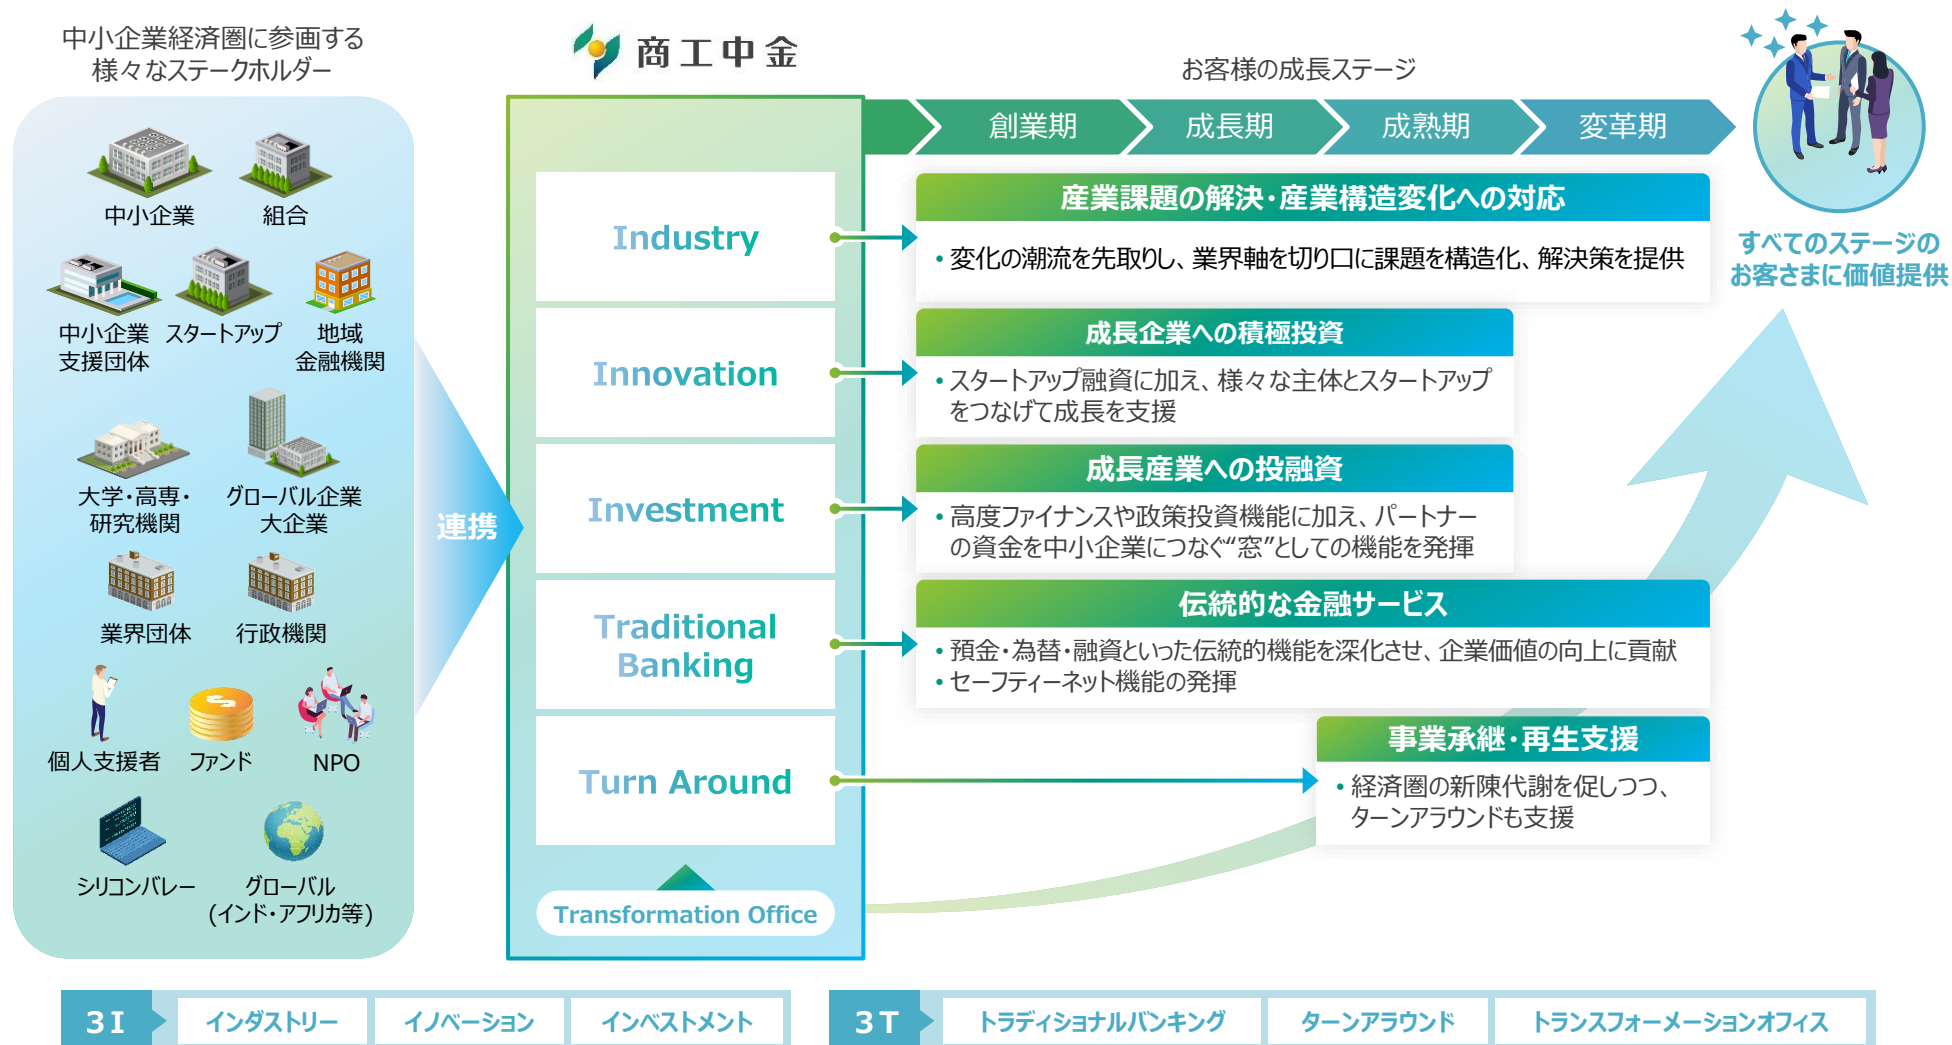 中小企業経済圏に参画する
様々なステークホルダー
中小企業
組合
中小企業
支援団体
スタートアップ
地域
金融機関
大学・高専・
研究機関
グローバル企業
大企業
業界団体
行政機関
個人支援者
ファンド
NPO
シリコンバレー
グローバル
(インド・アフリカ等)
連携
商工中金
Industry
Innovation
Investment
Traditional
Banking
Turn Around
Transformation Office
お客様の成長ステージ
創業期
成長期
成熟期
変革期
産業課題の解決・産業構造変化への対応
・変化の潮流を先取りし、業界軸を切り口に課題を構造化、解決策を提供
成長企業への積極投資
・スタートアップ融資に加え、様々な主体とスタートアップ
をつなげて成長を支援
成長産業への投融資
・高度ファイナンスや政策投資機能に加え、パートナー
の資金を中小企業につなぐ“窓”としての機能を発揮
伝統的な金融サービス
・預金・為替・融資といった伝統的機能を深化させ、企業価値の向上に貢献
・セーフティーネット機能の発揮
事業承継・再生支援
・経済圏の新陳代謝を促しつつ、
ターンアラウンドも支援
すべてのステージの
お客さまに価値提供
3I
インダストリー
イノベーション
インベストメント
3T
トラディショナルバンキング
ターンアラウンド
トランスフォーメーションオフィス